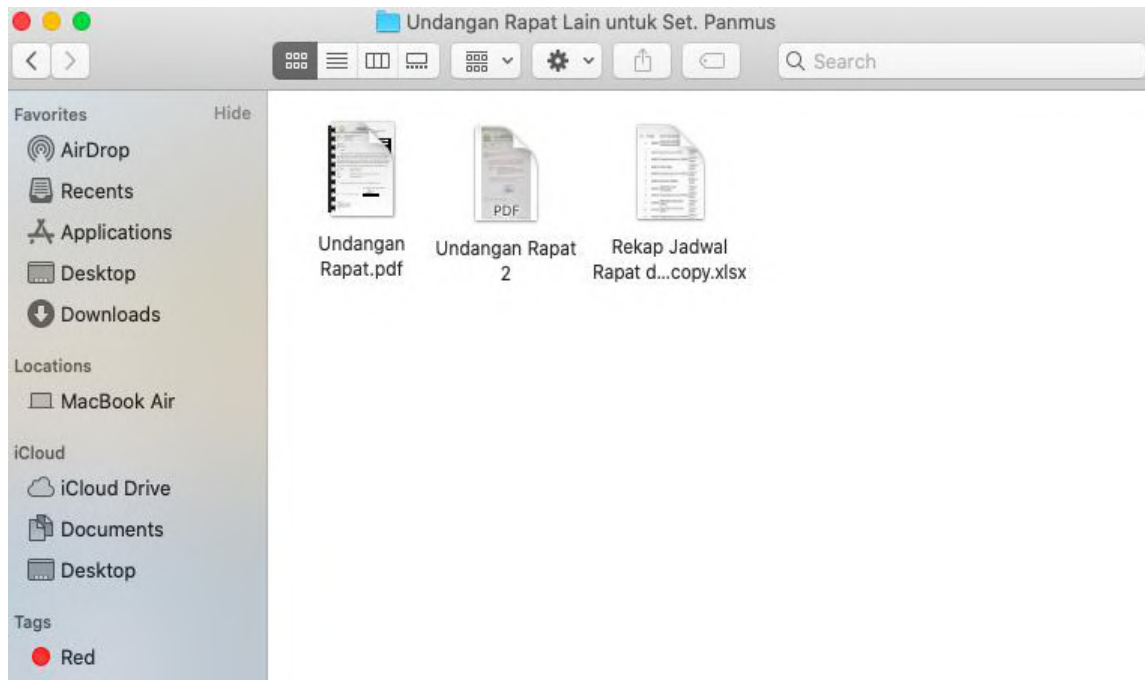 Undangan Rapat Lain untuk Set. Panmus
Search
Favorites Hide
AirDrop
Recents
Applications
Desktop
Downloads
Locations
MacBook Air
iCloud
iCloud Drive
Documents
Desktop
Tags
Red
PDF
Undangan
Rapat.pdf
Undangan Rapat
2
Rekap Jadwal
Rapat d...copy.xlsx